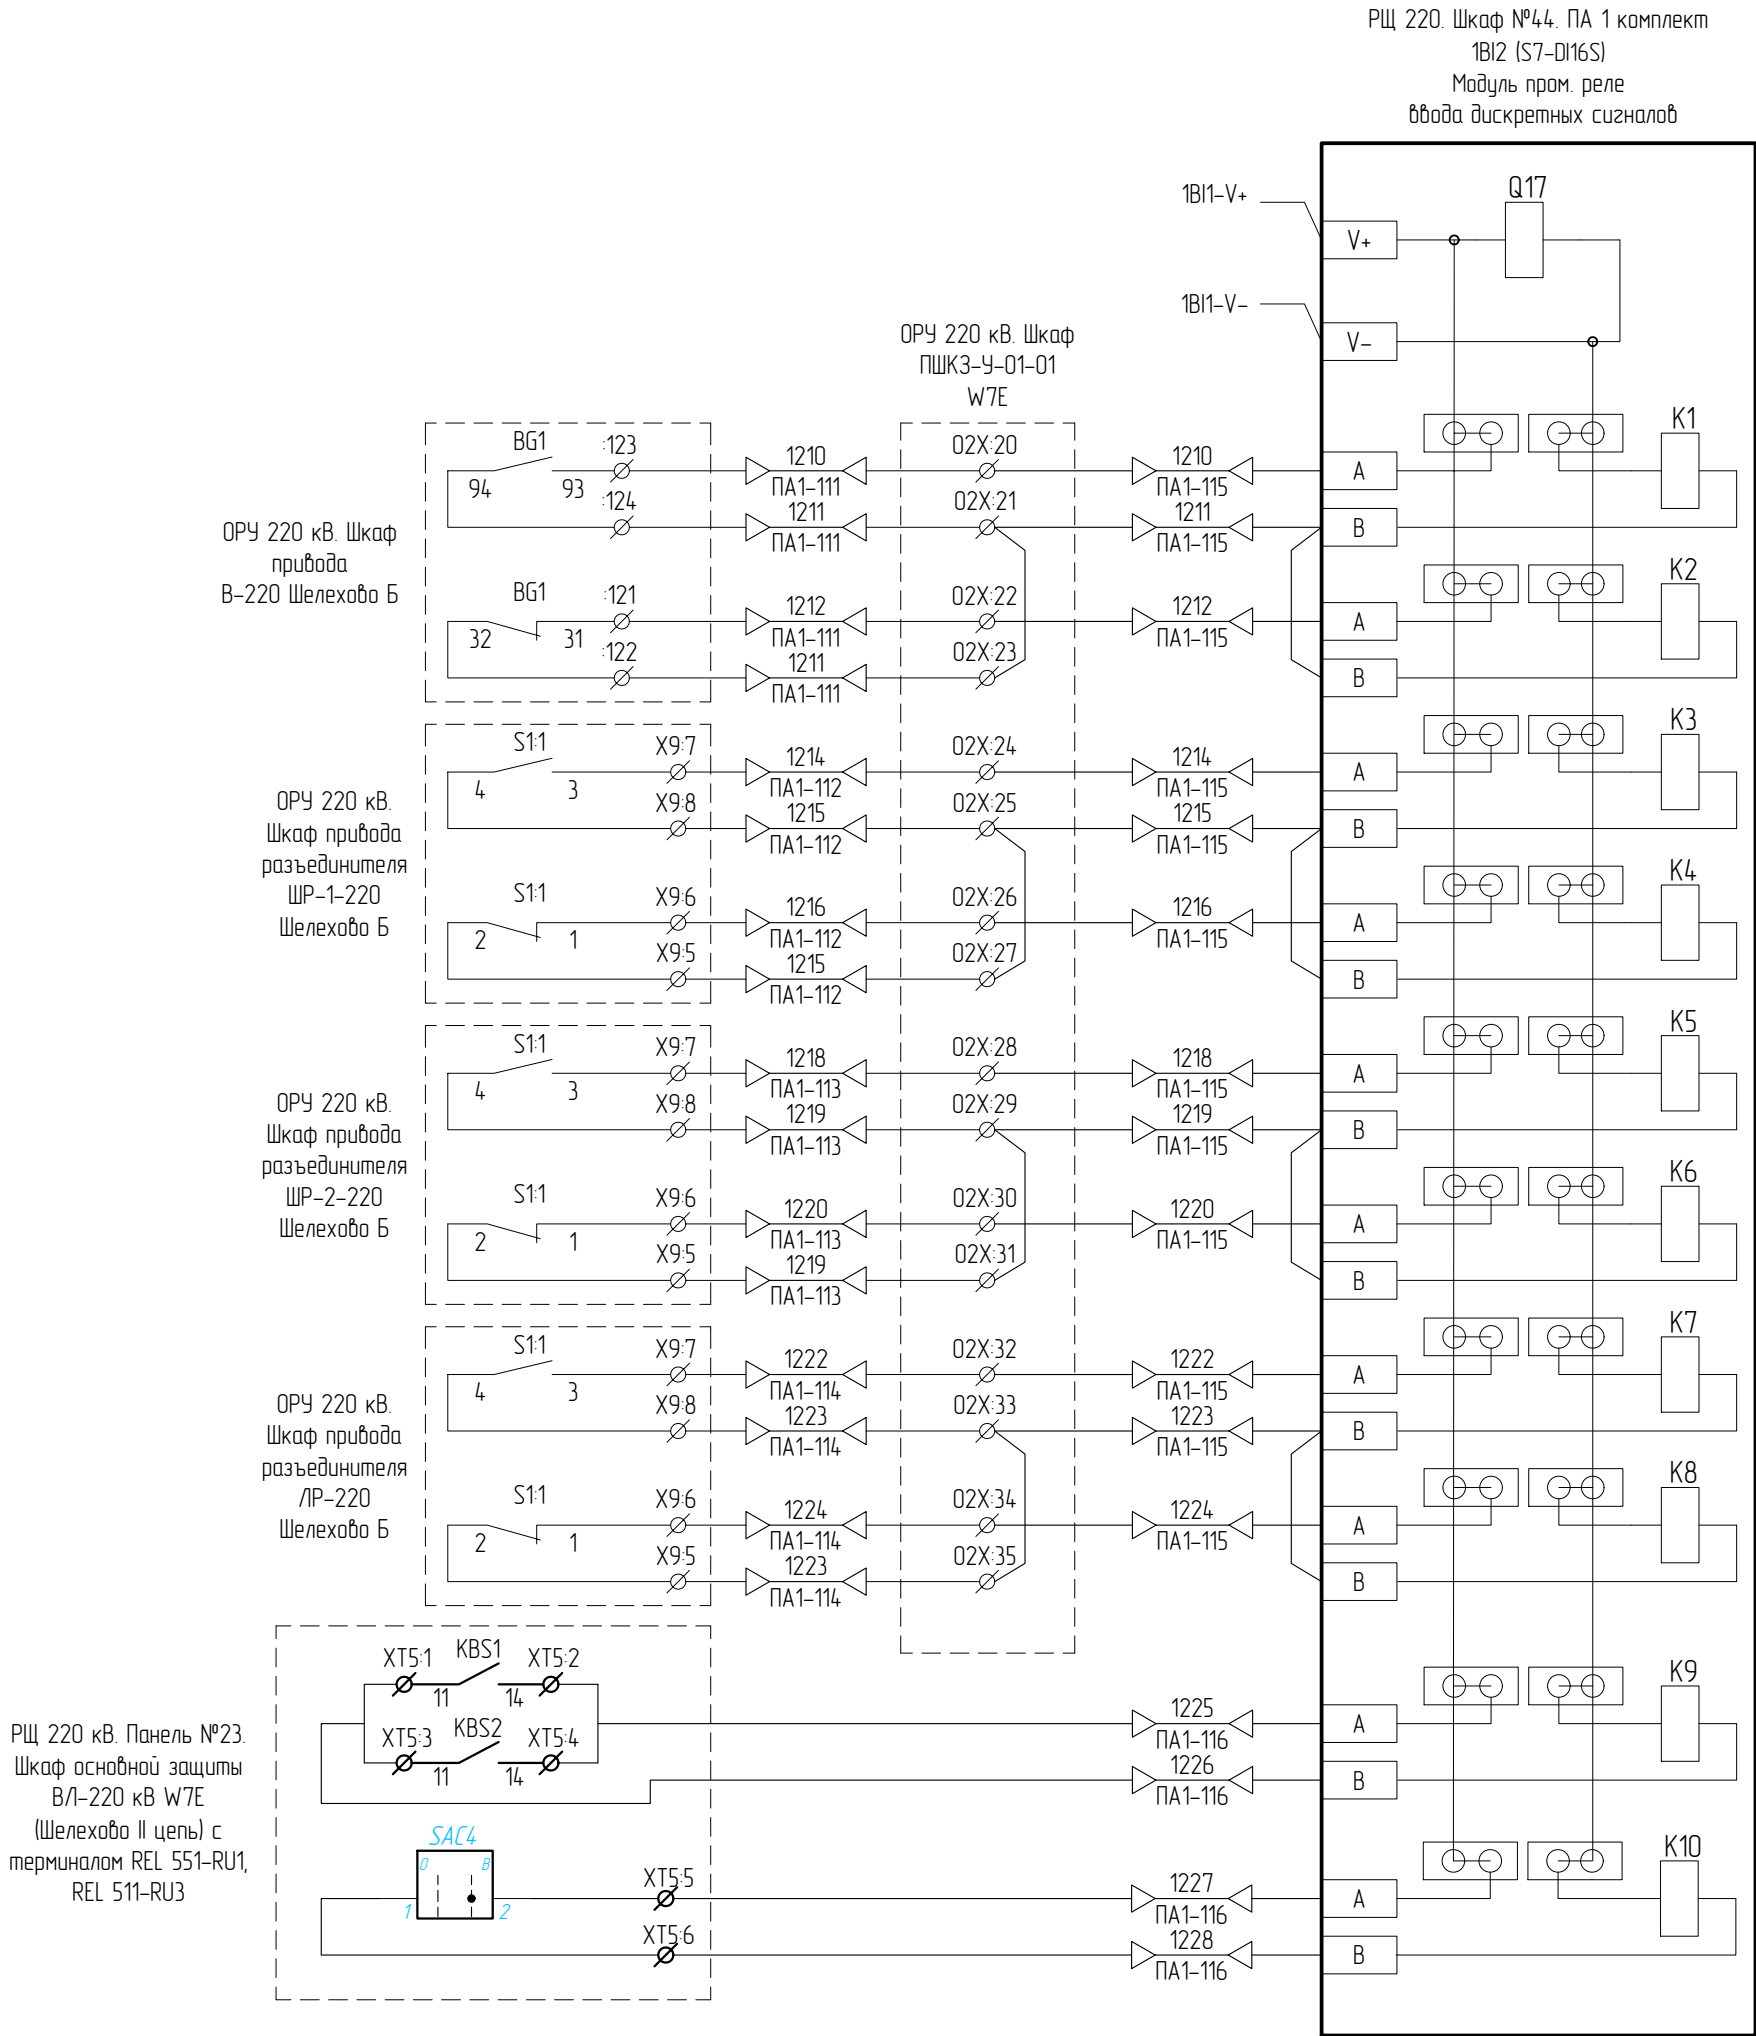 РЩ 220. Шкаф №44. ПА 1 комплект
1BI2 (S7-DI16S)
Модуль пром. реле
ввода дискретных сигналов
Q17
1BI1-V+
V+
1BI1-V-
V-
ОРУ 220 кВ. Шкаф
ПШКЗ-У-01-01
W7E
ОРУ 220 кВ. Шкаф
привода
В-220 Шелехово Б
BG1 :123 1210 02X:20 1210 K1
94 93 ПА1-111 ПА1-115 A
:124 1211 02X:21 1211
ПА1-111 ПА1-115 B
BG1 :121 1212 02X:22 1212 K2
32 31 ПА1-111 ПА1-115 A
:122 1211 02X:23
ПА1-111 B
ОРУ 220 кВ.
Шкаф привода
разъединителя
ШР-1-220
Шелехово Б
S1:1 X9:7 1214 02X:24 1214 K3
4 3 ПА1-112 ПА1-115 A
X9:8 1215 02X:25 1215
ПА1-112 ПА1-115 B
S1:1 X9:6 1216 02X:26 1216 K4
2 1 ПА1-112 ПА1-115 A
X9:5 1215 02X:27
ПА1-112 B
ОРУ 220 кВ.
Шкаф привода
разъединителя
ШР-2-220
Шелехово Б
S1:1 X9:7 1218 02X:28 1218 K5
4 3 ПА1-113 ПА1-115 A
X9:8 1219 02X:29 1219
ПА1-113 ПА1-115 B
S1:1 X9:6 1220 02X:30 1220 K6
2 1 ПА1-113 ПА1-115 A
X9:5 1219 02X:31
ПА1-113 B
ОРУ 220 кВ.
Шкаф привода
разъединителя
ЛР-220
Шелехово Б
S1:1 X9:7 1222 02X:32 1222 K7
4 3 ПА1-114 ПА1-115 A
X9:8 1223 02X:33 1223
ПА1-114 ПА1-115 B
S1:1 X9:6 1224 02X:34 1224 K8
2 1 ПА1-114 ПА1-115 A
X9:5 1223 02X:35
ПА1-114 B
РЩ 220 кВ. Панель №23.
Шкаф основной защиты
ВЛ-220 кВ W7E
(Шелехово II цепь) с
терминалом REL 551-RU1,
REL 511-RU3
XT5:1 KBS1 XT5:2 K9
11 14
1225 A
ПА1-116
XT5:3 KBS2 XT5:4
11 14
1226 B
ПА1-116
SAC4 K10
0 B
1 2
XT5:5 1227 A
ПА1-116
XT5:6 1228 B
ПА1-116